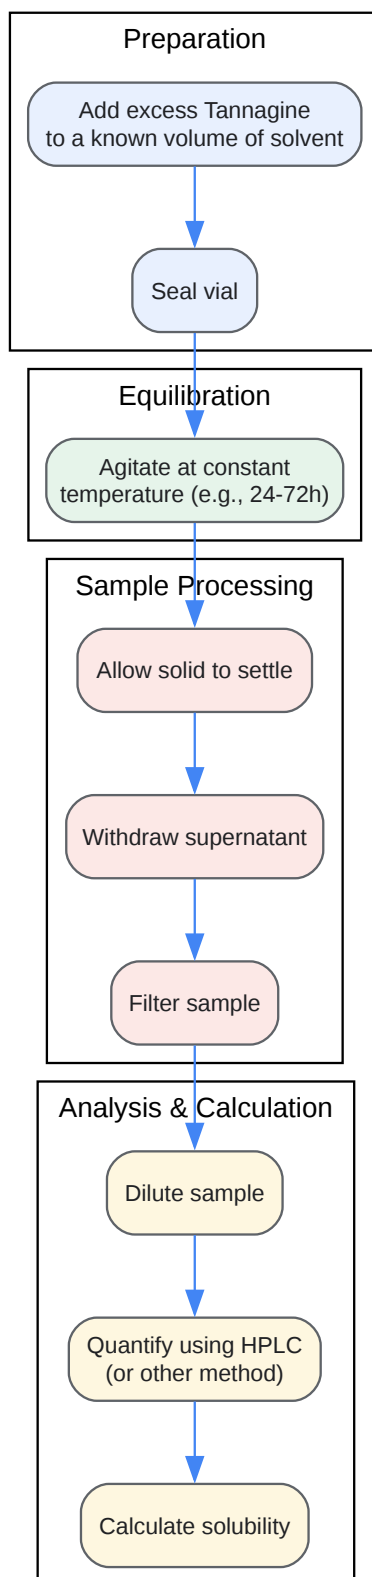 Preparation
Add excess Tannagine
to a known volume of solvent
Seal vial
Equilibration
Agitate at constant
temperature (e.g., 24-72h)
Sample Processing
Allow solid to settle
Withdraw supernatant
Filter sample
Analysis & Calculation
Dilute sample
Quantify using HPLC
(or other method)
Calculate solubility